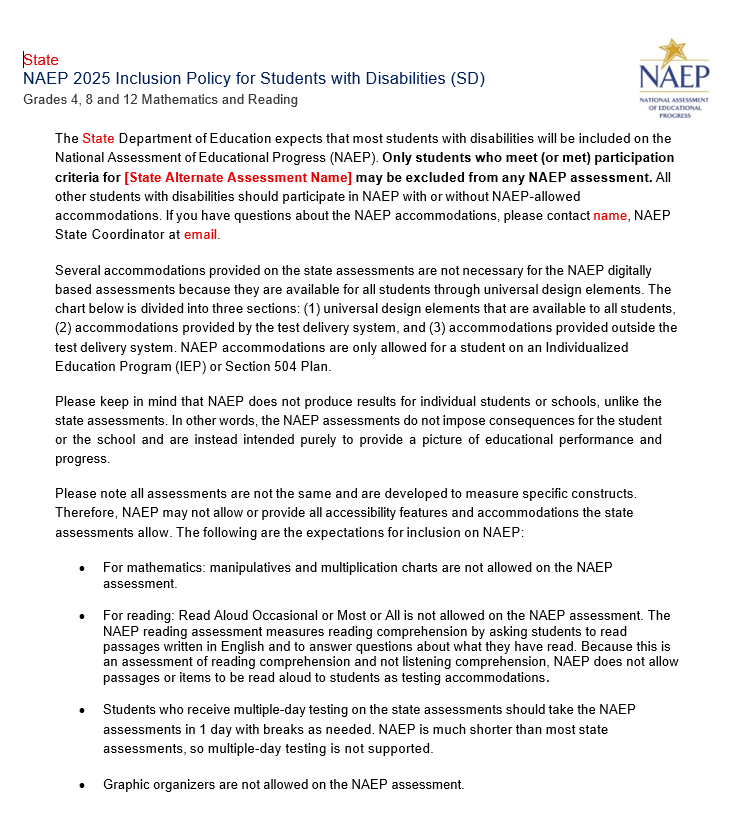 State
NAEP 2025 Inclusion Policy for Students with Disabilities (SD)
Grades 4, 8 and 12 Mathematics and Reading
NAEP
NATIONAL ASSESSMENT
OF EDUCATIONAL
PROGRESS
The State Department of Education expects that most students with disabilities will be included on the
National Assessment of Educational Progress (NAEP). Only students who meet (or met) participation
criteria for [State Alternate Assessment Name] may be excluded from any NAEP assessment. All
other students with disabilities should participate in NAEP with or without NAEP-allowed
accommodations. If you have questions about the NAEP accommodations, please contact name, NAEP
State Coordinator at email.
Several accommodations provided on the state assessments are not necessary for the NAEP digitally
based assessments because they are available for all students through universal design elements. The
chart below is divided into three sections: (1) universal design elements that are available to all students,
(2) accommodations provided by the test delivery system, and (3) accommodations provided outside the
test delivery system. NAEP accommodations are only allowed for a student on an Individualized
Education Program (IEP) or Section 504 Plan.
Please keep in mind that NAEP does not produce results for individual students or schools, unlike the
state assessments. In other words, the NAEP assessments do not impose consequences for the student
or the school and are instead intended purely to provide a picture of educational performance and
progress.
Please note all assessments are not the same and are developed to measure specific constructs.
Therefore, NAEP may not allow or provide all accessibility features and accommodations the state
assessments allow. The following are the expectations for inclusion on NAEP:
• For mathematics: manipulatives and multiplication charts are not allowed on the NAEP
assessment.
• For reading: Read Aloud Occasional or Most or All is not allowed on the NAEP assessment. The
NAEP reading assessment measures reading comprehension by asking students to read
passages written in English and to answer questions about what they have read. Because this is
an assessment of reading comprehension and not listening comprehension, NAEP does not allow
passages or items to be read aloud to students as testing accommodations.
• Students who receive multiple-day testing on the state assessments should take the NAEP
assessments in 1 day with breaks as needed. NAEP is much shorter than most state
assessments, so multiple-day testing is not supported.
• Graphic organizers are not allowed on the NAEP assessment.